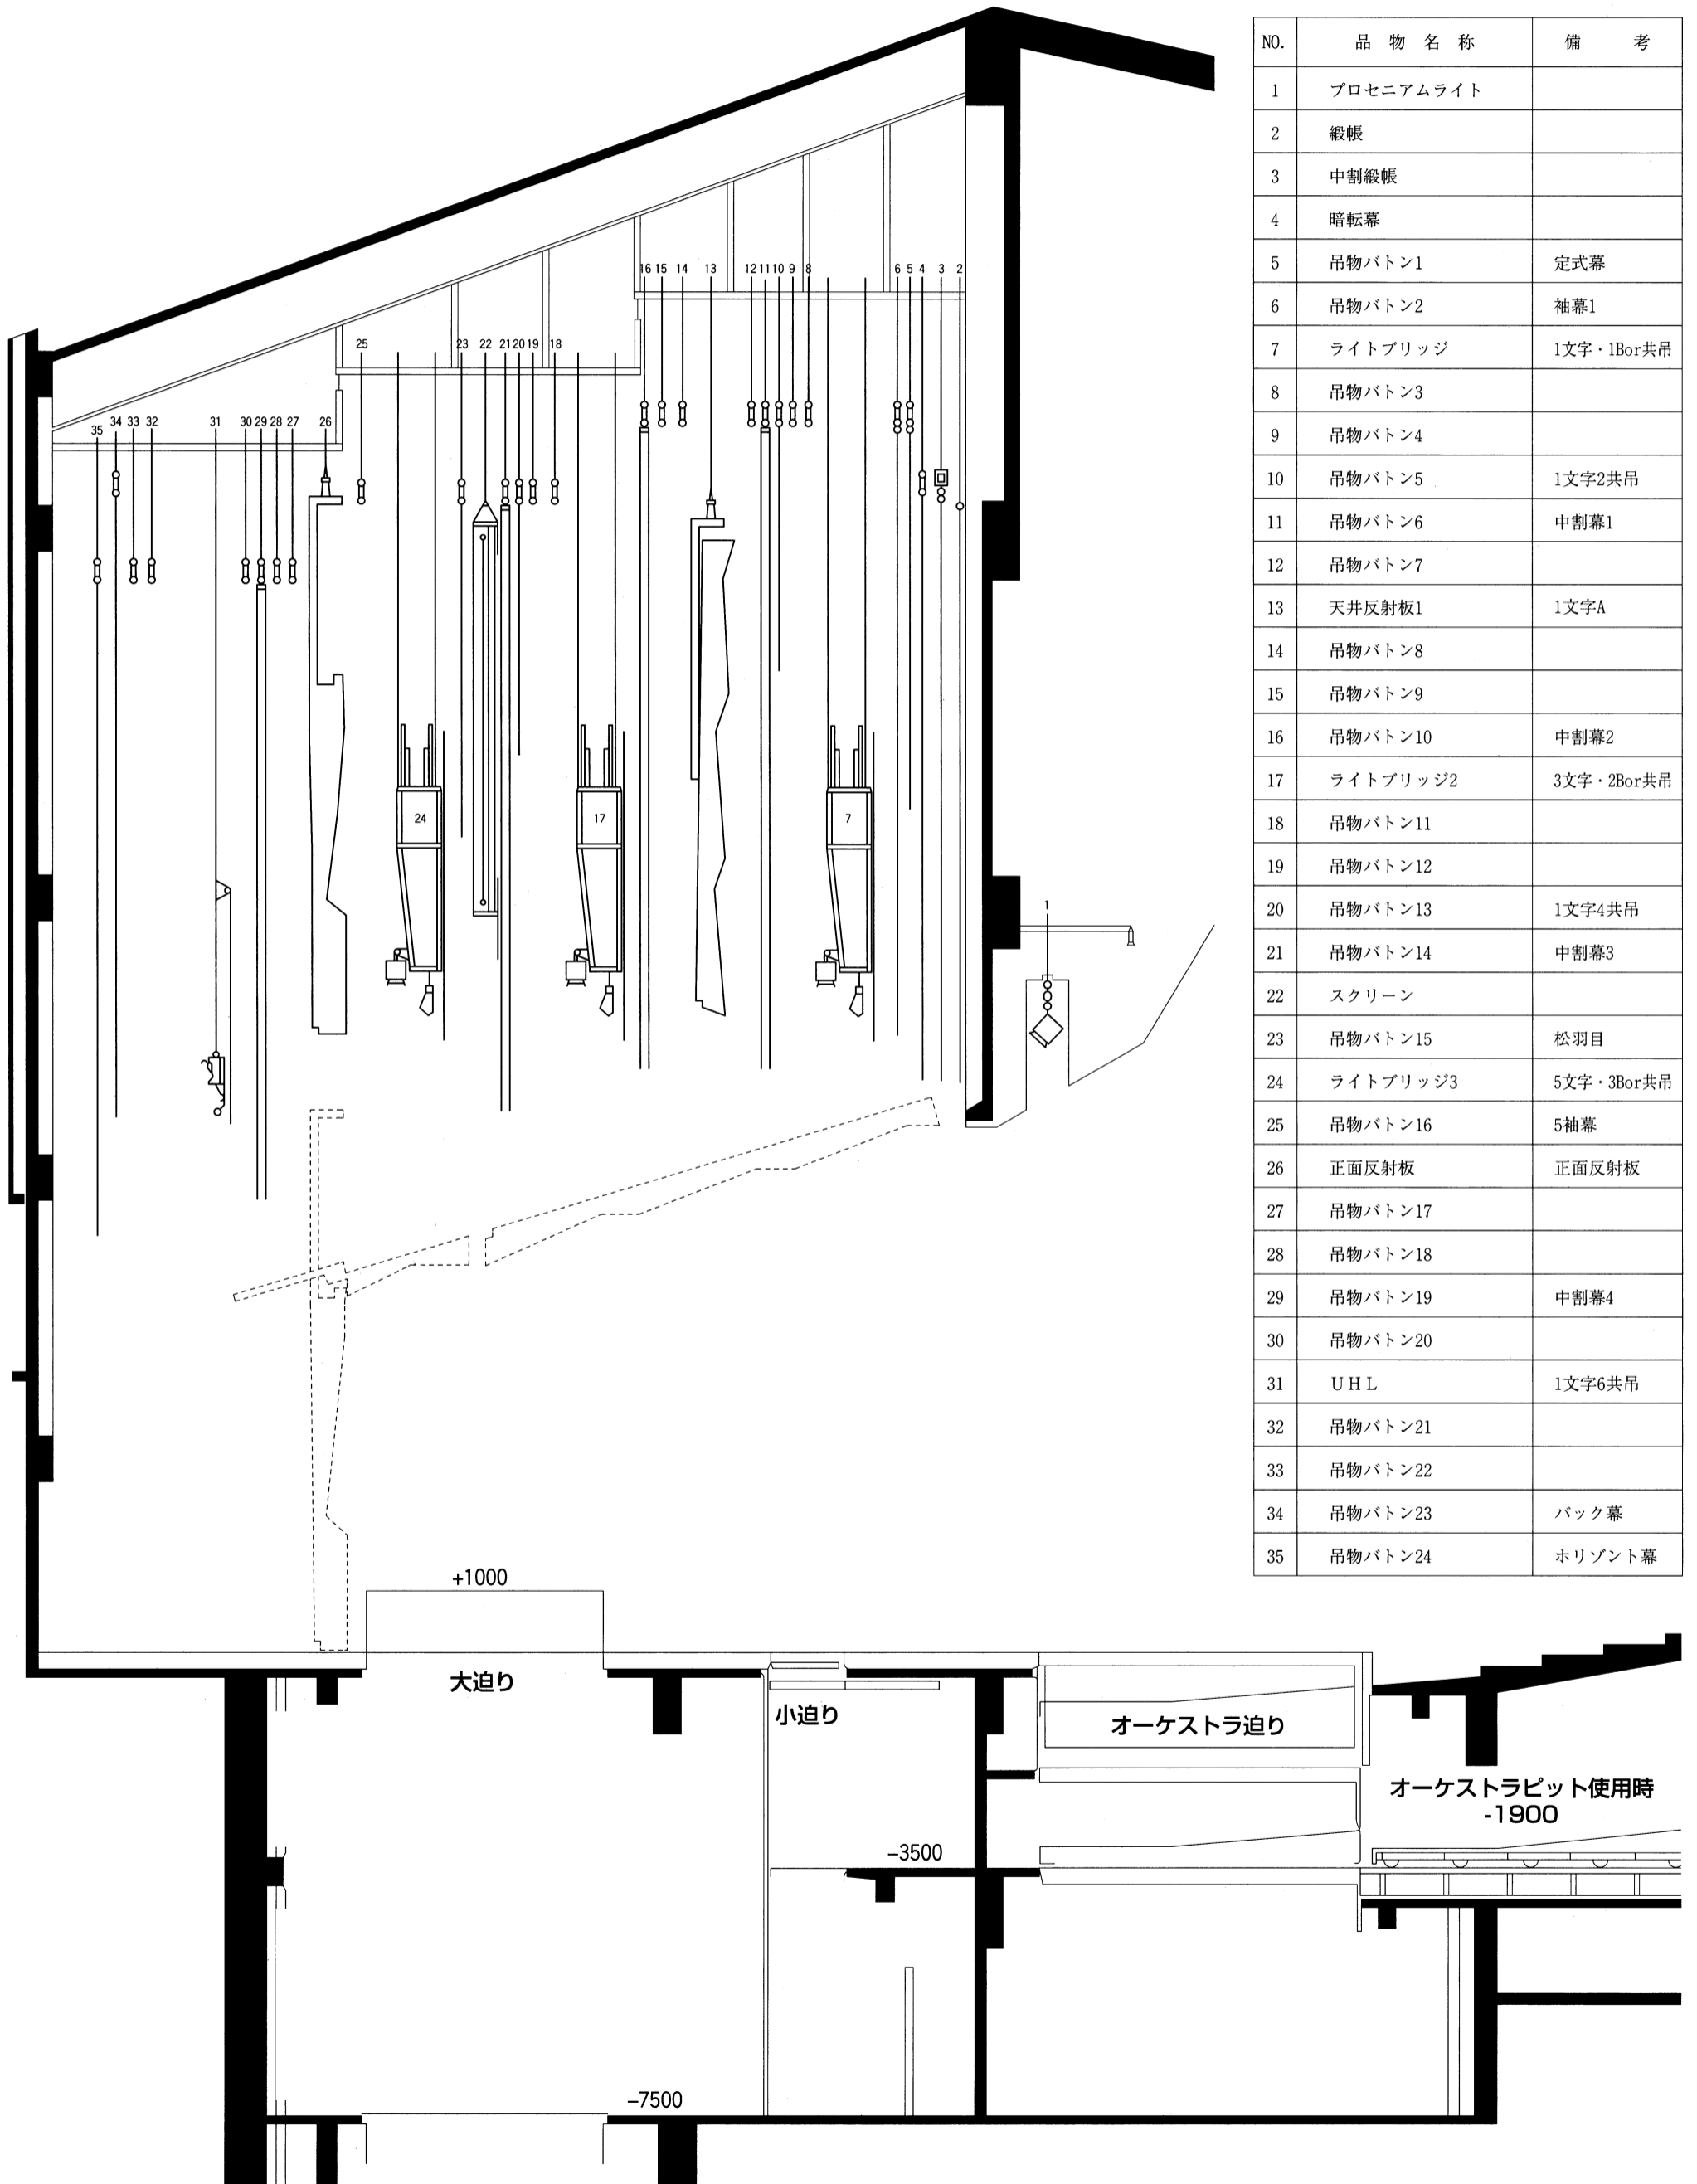 16 15 14 13 12 11 10 9 8 6 5 4 3 2
25 23 22 21 20 19 18
35 34 33 32 31 30 29 28 27 26
24 17 7
1
+1000
大迫り
小迫り
オーケストラ迫り
オーケストラピット使用時
-1900
−3500
−7500
NO. 品物名称 備考
1 プロセニアムライト
2 緞帳
3 中割緞帳
4 暗転幕
5 吊物バトン1 定式幕
6 吊物バトン2 袖幕1
7 ライトブリッジ 1文字・1Bor共吊
8 吊物バトン3
9 吊物バトン4
10 吊物バトン5 1文字2共吊
11 吊物バトン6 中割幕1
12 吊物バトン7
13 天井反射板1 1文字A
14 吊物バトン8
15 吊物バトン9
16 吊物バトン10 中割幕2
17 ライトブリッジ2 3文字・2Bor共吊
18 吊物バトン11
19 吊物バトン12
20 吊物バトン13 1文字4共吊
21 吊物バトン14 中割幕3
22 スクリーン
23 吊物バトン15 松羽目
24 ライトブリッジ3 5文字・3Bor共吊
25 吊物バトン16 5袖幕
26 正面反射板 正面反射板
27 吊物バトン17
28 吊物バトン18
29 吊物バトン19 中割幕4
30 吊物バトン20
31 UHL 1文字6共吊
32 吊物バトン21
33 吊物バトン22
34 吊物バトン23 バック幕
35 吊物バトン24 ホリゾント幕